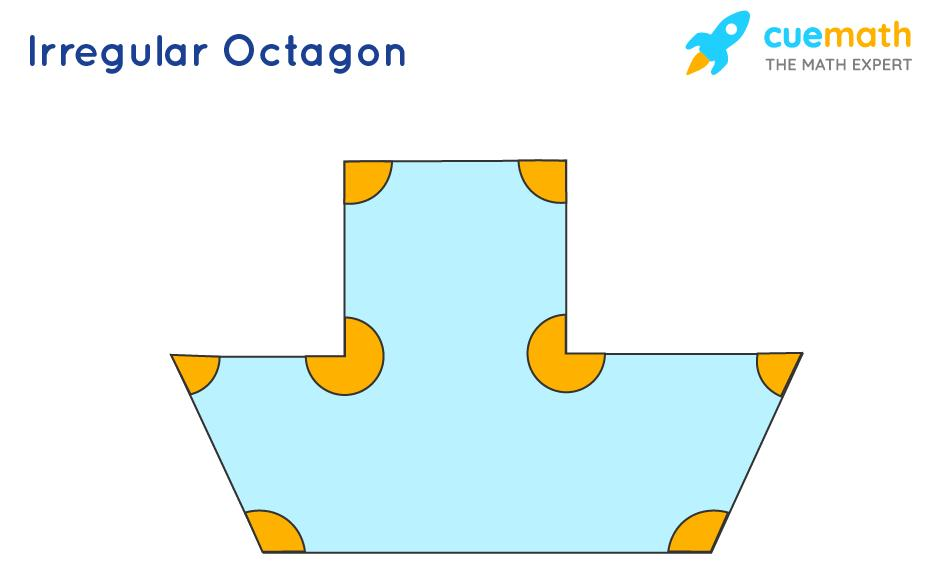 Irregular Octagon
cuemath
THE MATH EXPERT